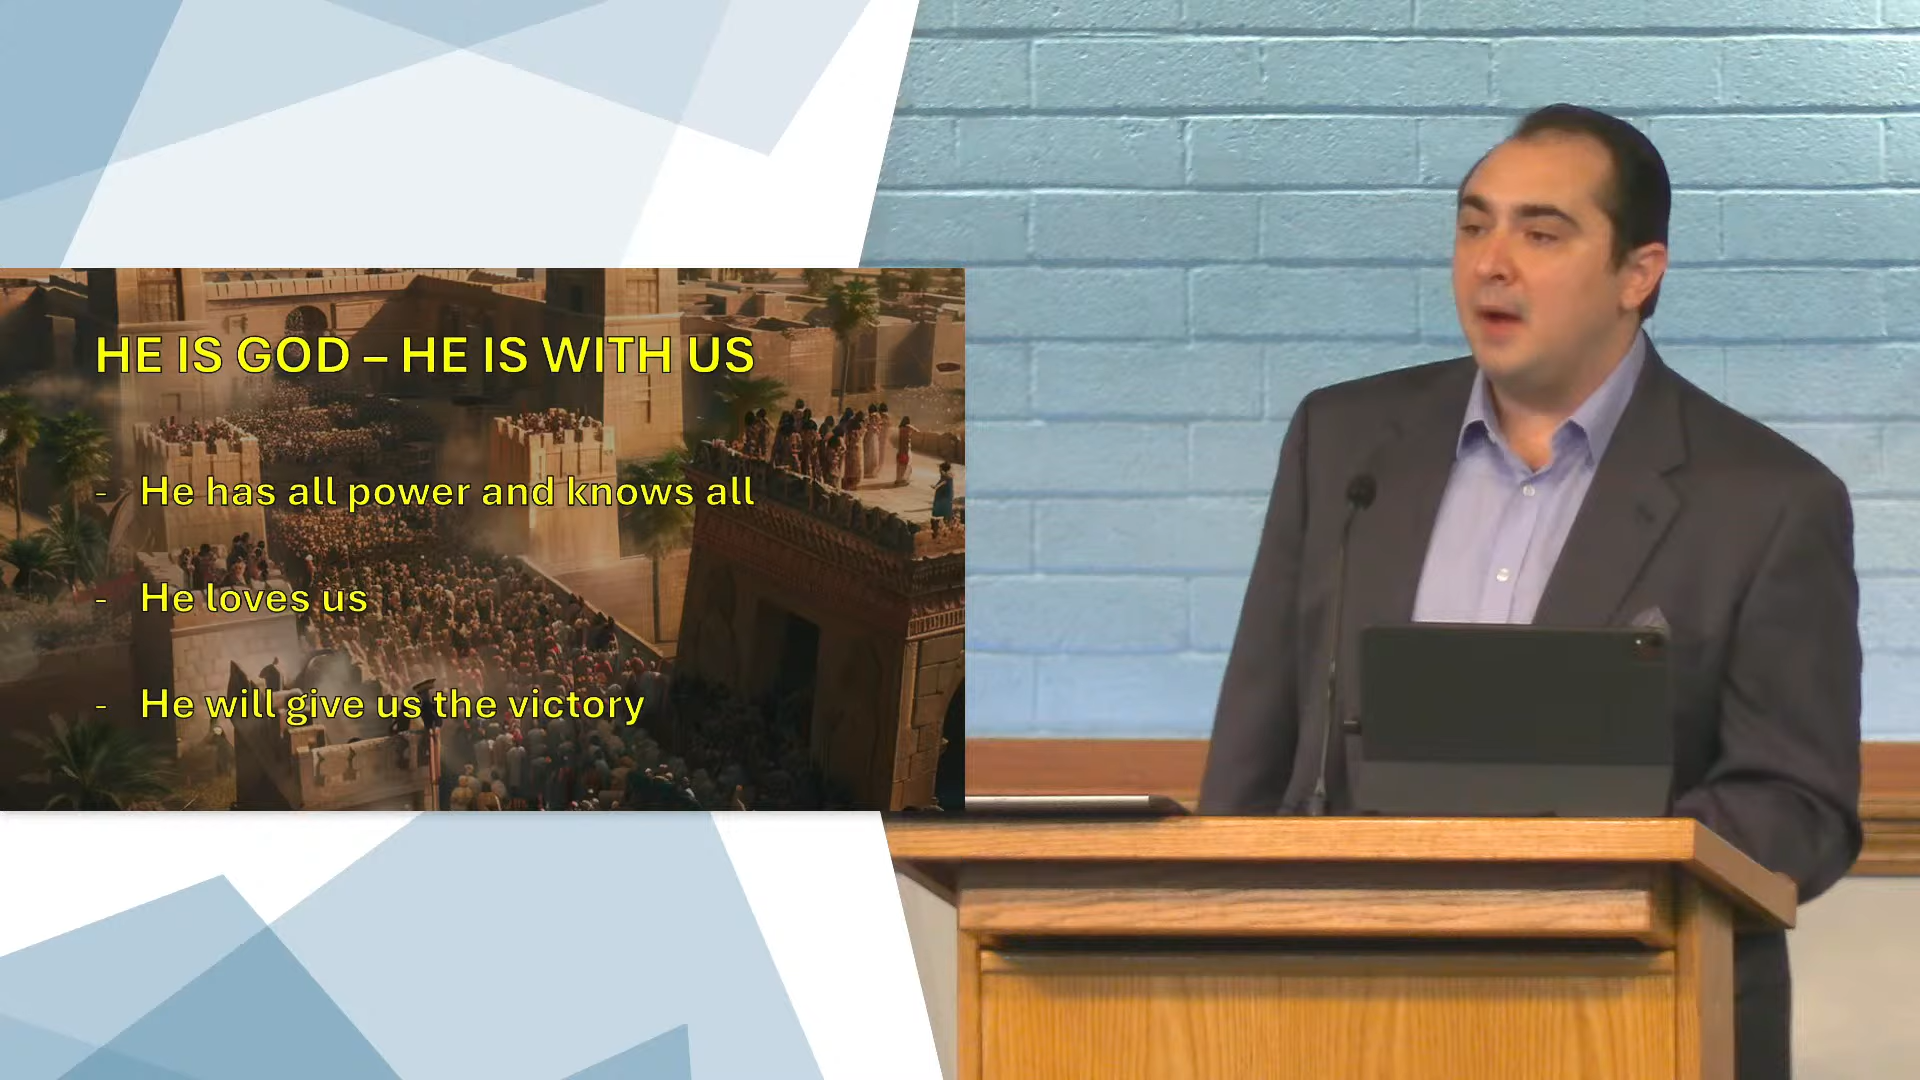 HE IS GOD – HE IS WITH US
- He has all power and knows all
- He loves us
- He will give us the victory